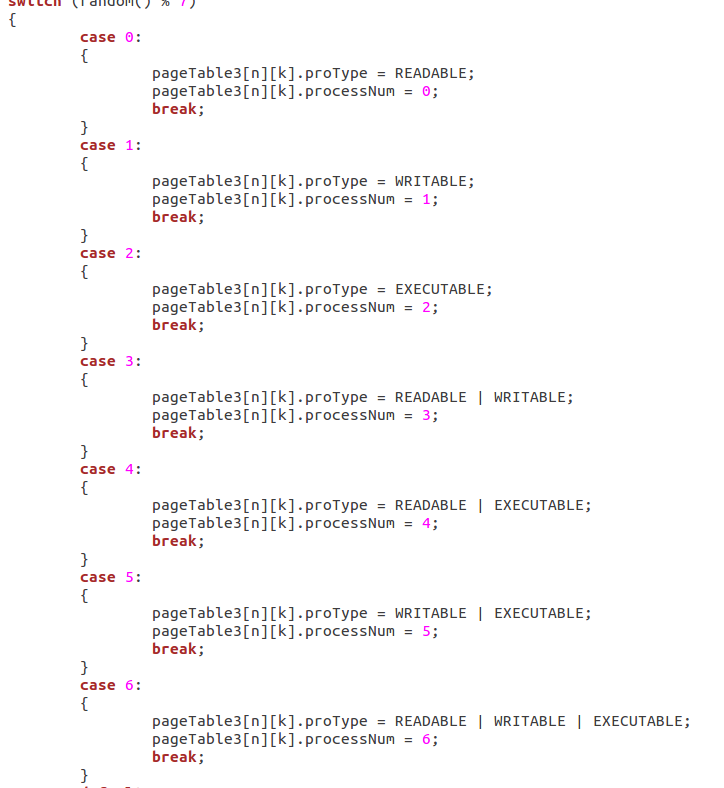 switch (random() % 7)
{
case 0:
{
pageTable3[n][k].proType = READABLE;
pageTable3[n][k].processNum = 0;
break;
}
case 1:
{
pageTable3[n][k].proType = WRITABLE;
pageTable3[n][k].processNum = 1;
break;
}
case 2:
{
pageTable3[n][k].proType = EXECUTABLE;
pageTable3[n][k].processNum = 2;
break;
}
case 3:
{
pageTable3[n][k].proType = READABLE | WRITABLE;
pageTable3[n][k].processNum = 3;
break;
}
case 4:
{
pageTable3[n][k].proType = READABLE | EXECUTABLE;
pageTable3[n][k].processNum = 4;
break;
}
case 5:
{
pageTable3[n][k].proType = WRITABLE | EXECUTABLE;
pageTable3[n][k].processNum = 5;
break;
}
case 6:
{
pageTable3[n][k].proType = READABLE | WRITABLE | EXECUTABLE;
pageTable3[n][k].processNum = 6;
break;
}